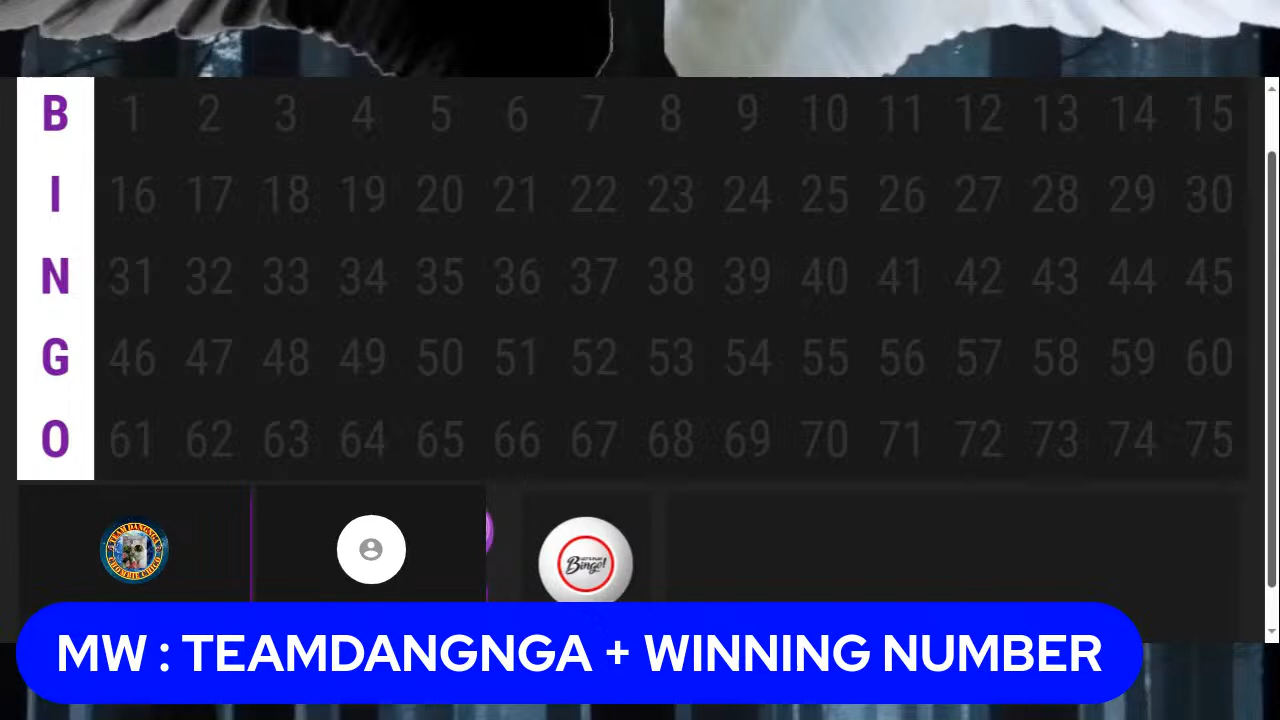 B 1 2 3 4 5 6 7 8 9 10 11 12 13 14 15
I 16 17 18 19 20 21 22 23 24 25 26 27 28 29 30
N 31 32 33 34 35 36 37 38 39 40 41 42 43 44 45
G 46 47 48 49 50 51 52 53 54 55 56 57 58 59 60
O 61 62 63 64 65 66 67 68 69 70 71 72 73 74 75
TEAM DANGNGA
LET'S PLAY
Bingo!
MW : TEAMDANGNGA + WINNING NUMBER